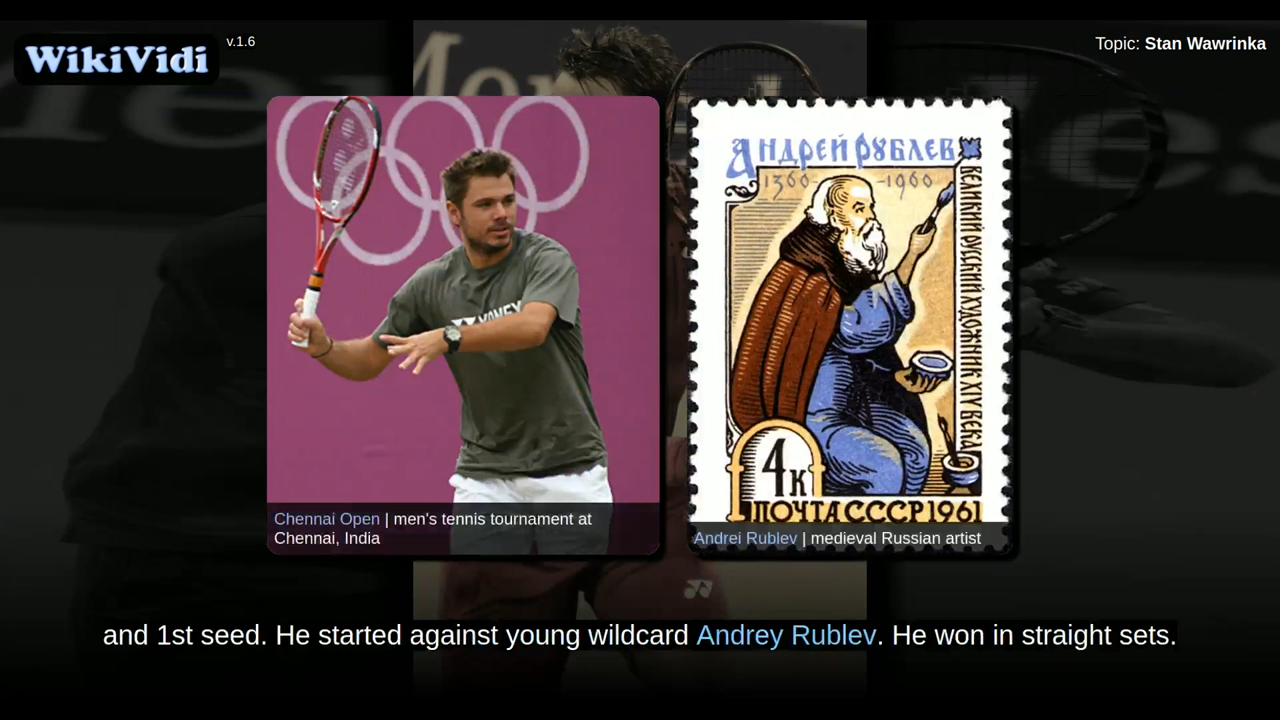 WikiVidi
v.1.6
Topic: Stan Wawrinka
YONEX
Chennai Open | men's tennis tournament at
Chennai, India
Андрей Рублев
1360-1960
ВЕЛИКИЙ РУССКИЙ ХУДОЖНИК XIV ВЕКА
4к
ПОЧТА СССР 1961
Andrei Rublev | medieval Russian artist
and 1st seed. He started against young wildcard Andrey Rublev. He won in straight sets.